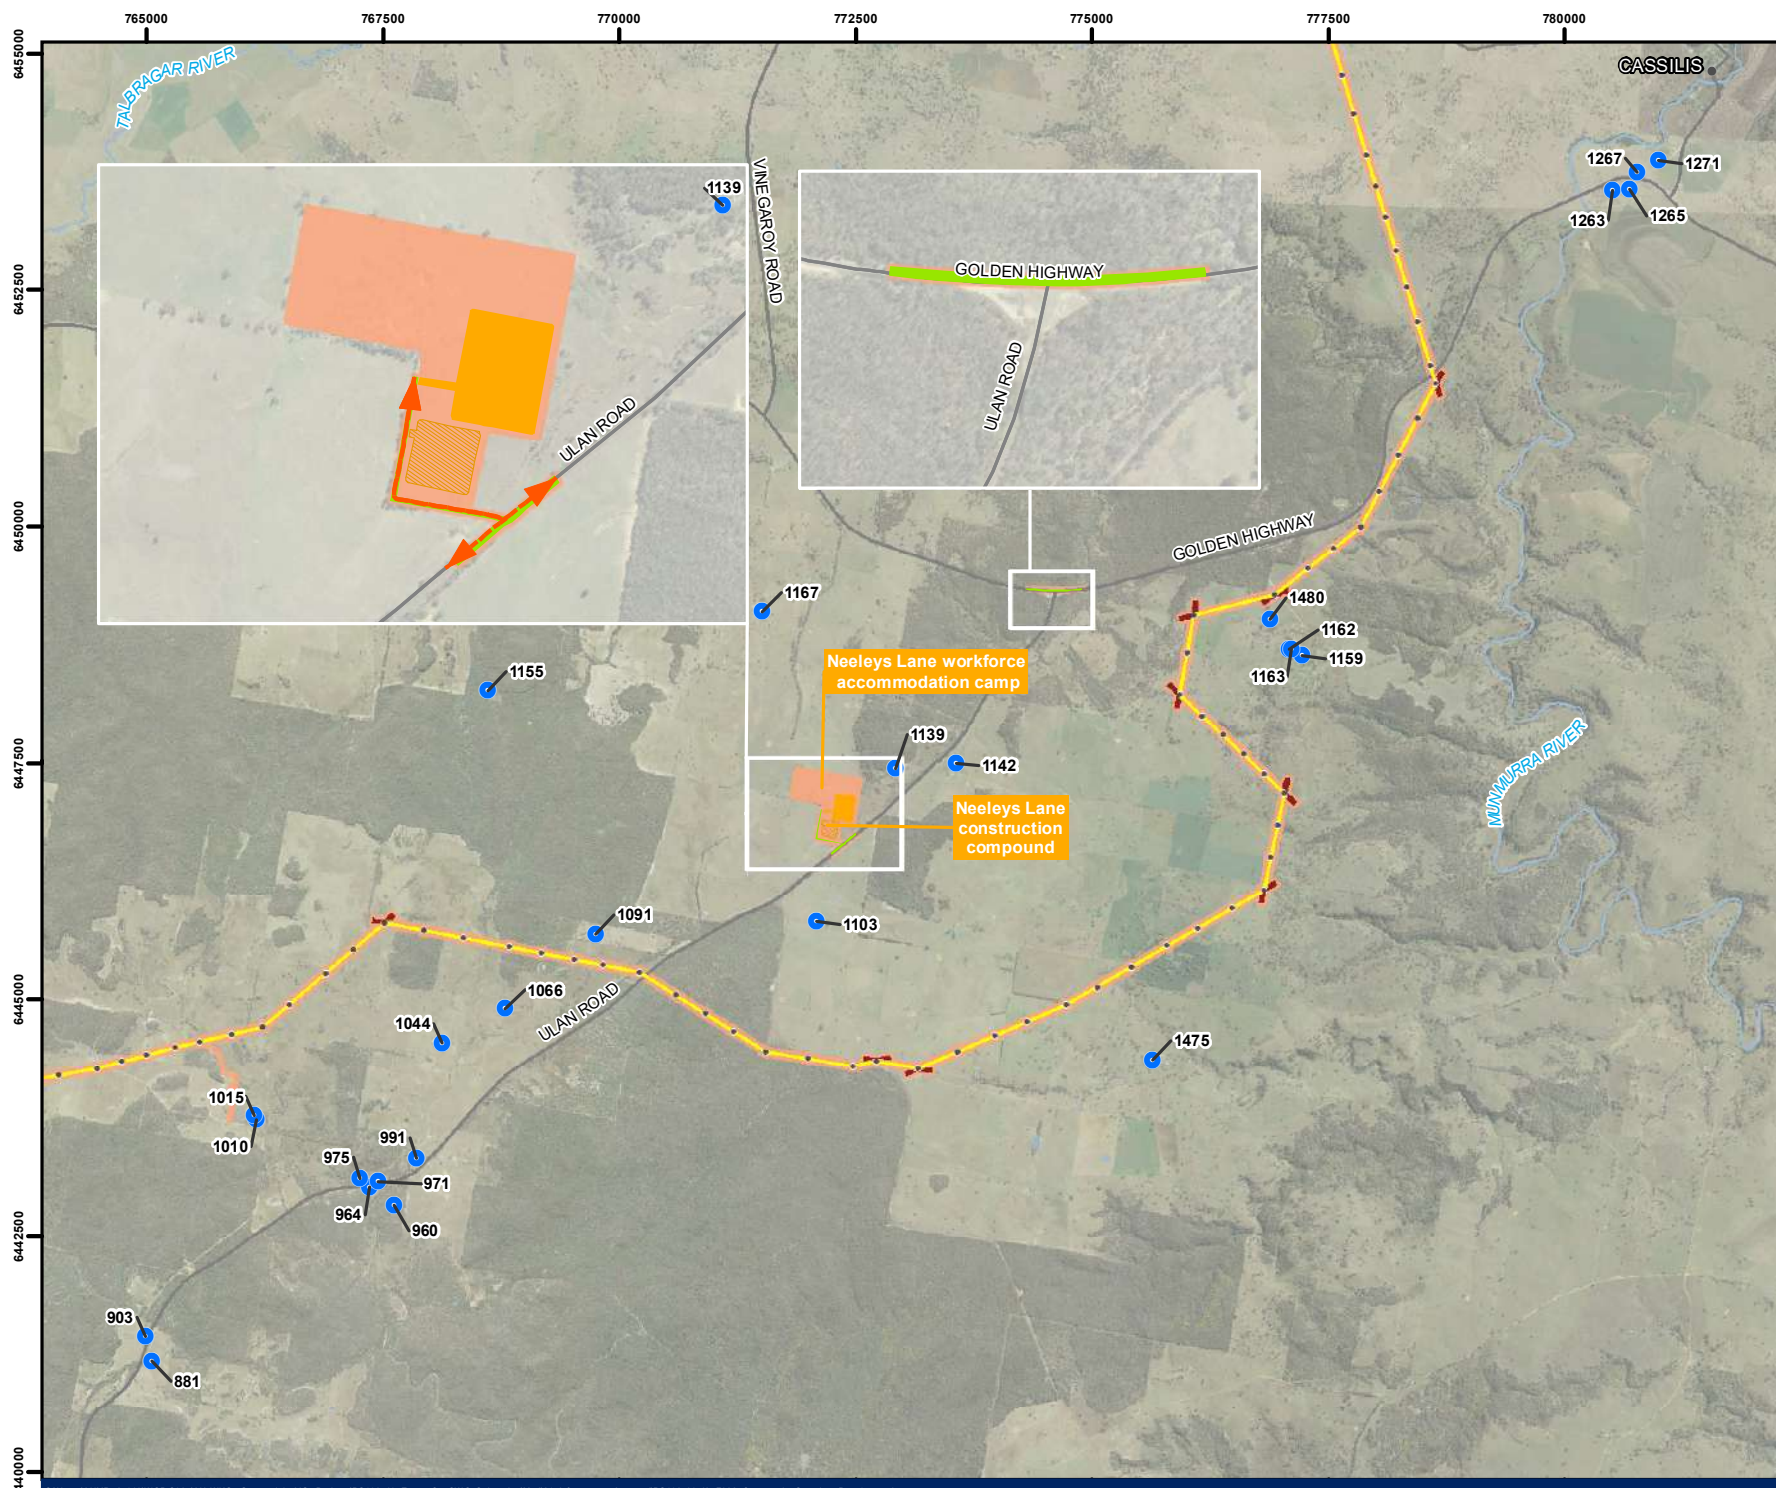 765000
767500
770000
772500
775000
777500
780000
6455000
6452500
6450000
6447500
6445000
6442500
TALBRAGAR RIVER
CASSILIS
1139
VINEGAROY ROAD
1267
1271
1263
1265
GOLDEN HIGHWAY
ULAN ROAD
ULAN ROAD
GOLDEN HIGHWAY
1167
1480
1162
1159
1163
Neeleys Lane workforce
accommodation camp
1155
1139
1142
MUNMURRA RIVER
Neeleys Lane
construction
compound
1091
1103
1066
ULAN ROAD
1044
1475
1015
1010
991
975
971
964
960
903
881